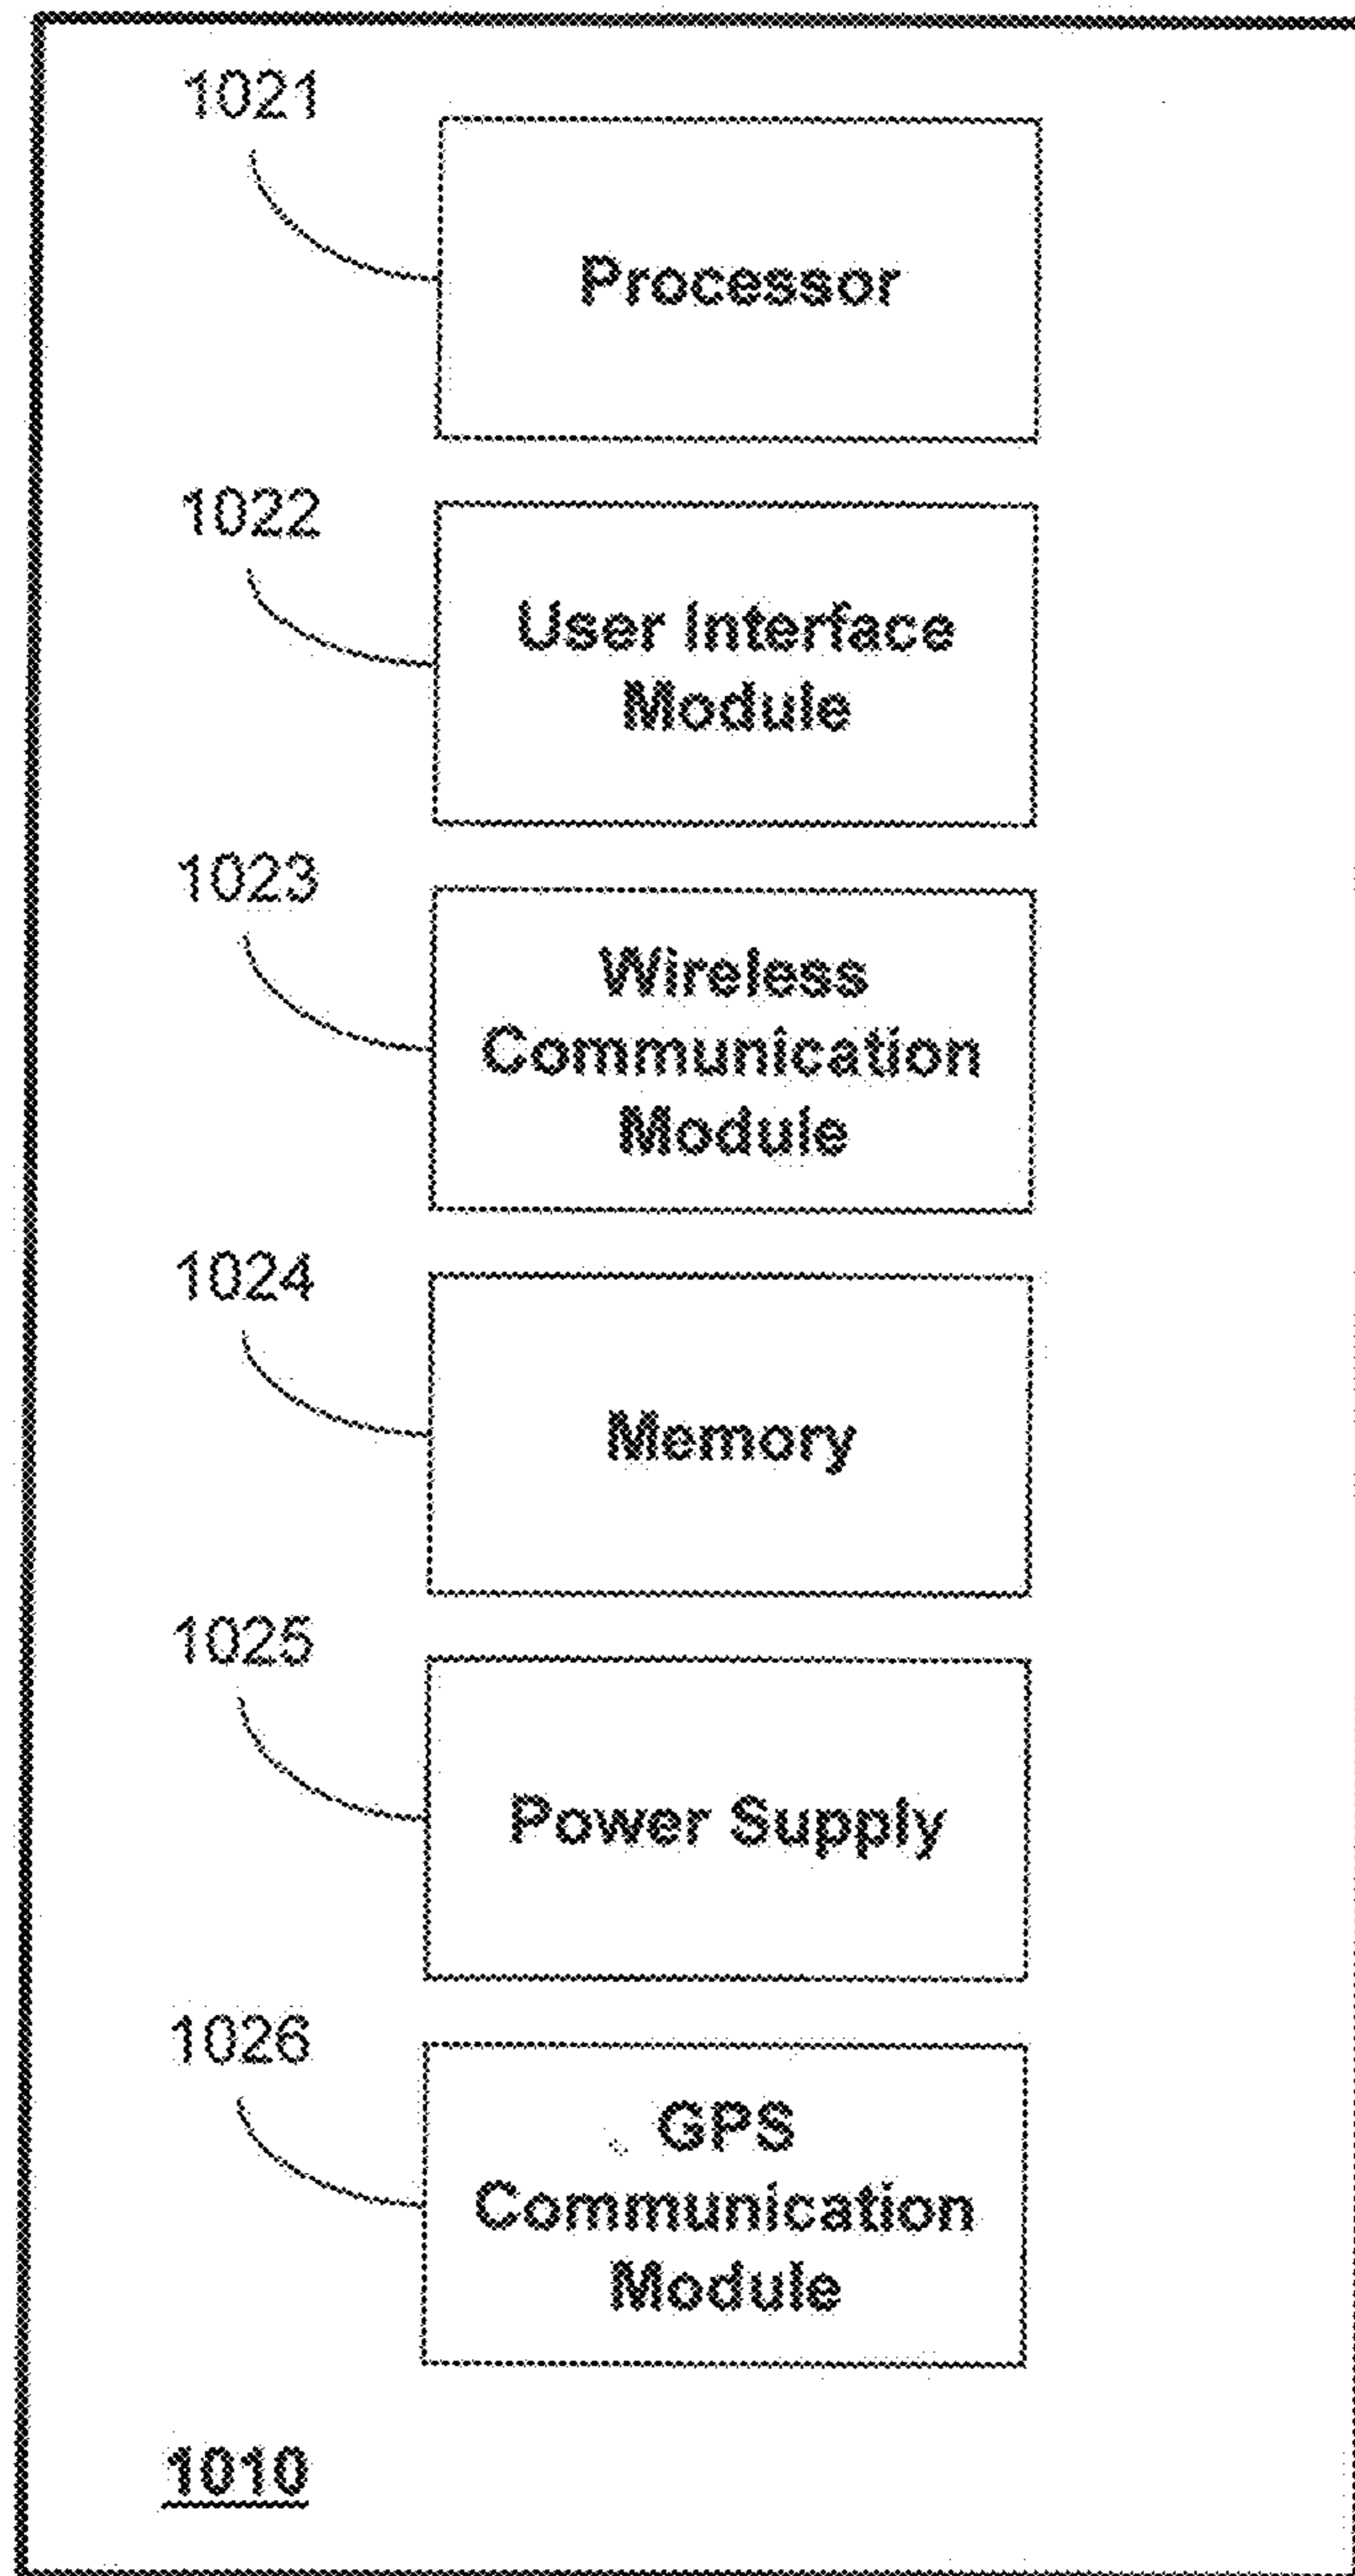 1021
Processor
1022
User Interface
Module
1023
Wireless
Communication
Module
1024
Memory
1025
Power Supply
1026
GPS
Communication
Module
1010